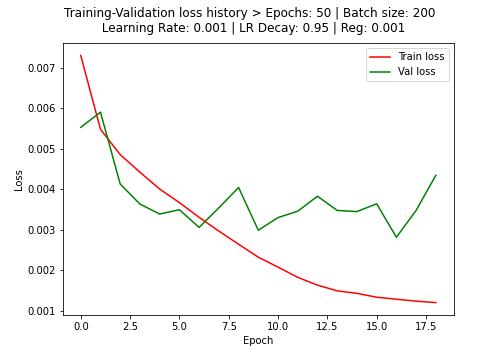 Training-Validation loss history > Epochs: 50 | Batch size: 200
Learning Rate: 0.001 | LR Decay: 0.95 | Reg: 0.001
Train loss
Val loss
0.007
0.006
0.005
0.004
0.003
0.002
0.001
Loss
0.0
2.5
5.0
7.5
10.0
12.5
15.0
17.5
Epoch